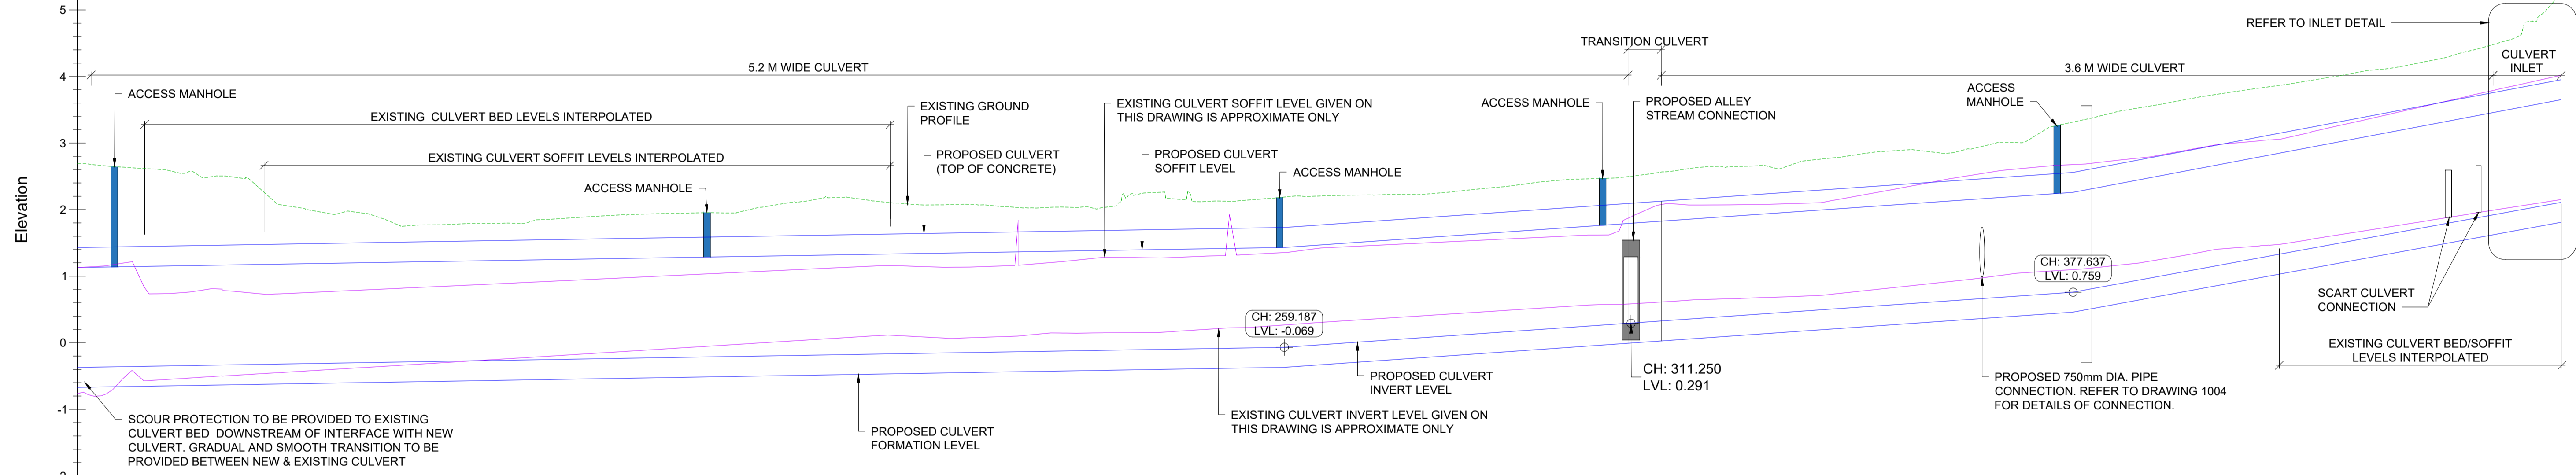 5
4
3
2
1
0
-1
-2
Elevation
5.2 M WIDE CULVERT
TRANSITION CULVERT
3.6 M WIDE CULVERT
REFER TO INLET DETAIL
CULVERT
INLET
ACCESS MANHOLE
EXISTING  CULVERT BED LEVELS INTERPOLATED
EXISTING CULVERT SOFFIT LEVELS INTERPOLATED
ACCESS MANHOLE
EXISTING GROUND
PROFILE
PROPOSED CULVERT
(TOP OF CONCRETE)
EXISTING CULVERT SOFFIT LEVEL GIVEN ON
THIS DRAWING IS APPROXIMATE ONLY
PROPOSED CULVERT
SOFFIT LEVEL
ACCESS MANHOLE
ACCESS MANHOLE
PROPOSED ALLEY
STREAM CONNECTION
ACCESS
MANHOLE
CH: 259.187
LVL: -0.069
CH: 311.250
LVL: 0.291
CH: 377.637
LVL: 0.759
SCART CULVERT
CONNECTION
EXISTING CULVERT BED/SOFFIT
LEVELS INTERPOLATED
PROPOSED 750mm DIA. PIPE
CONNECTION. REFER TO DRAWING 1004
FOR DETAILS OF CONNECTION.
PROPOSED CULVERT
INVERT LEVEL
EXISTING CULVERT INVERT LEVEL GIVEN ON
THIS DRAWING IS APPROXIMATE ONLY
PROPOSED CULVERT
FORMATION LEVEL
SCOUR PROTECTION TO BE PROVIDED TO EXISTING
CULVERT BED  DOWNSTREAM OF INTERFACE WITH NEW
CULVERT. GRADUAL AND SMOOTH TRANSITION TO BE
PROVIDED BETWEEN NEW & EXISTING CULVERT